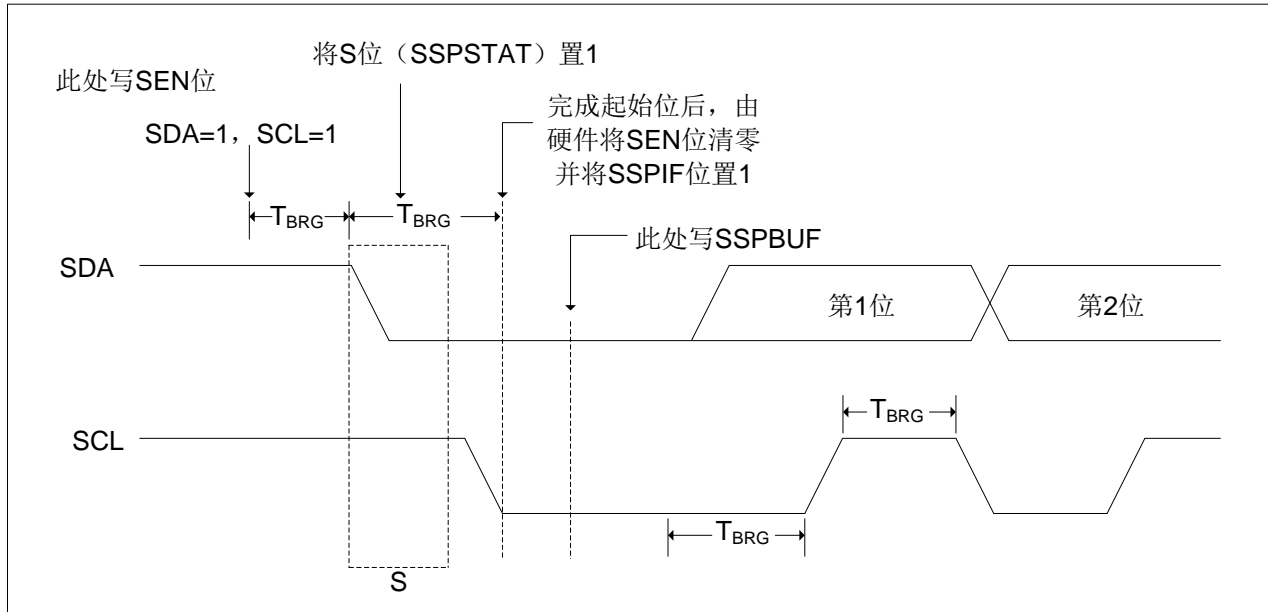 将S位（SSPSTAT）置1
此处写SEN位
SDA=1，SCL=1
完成起始位后，由
硬件将SEN位清零
并将SSPIF位置1
TBRG
TBRG
此处写SSPBUF
SDA
第1位
第2位
TBRG
SCL
TBRG
S